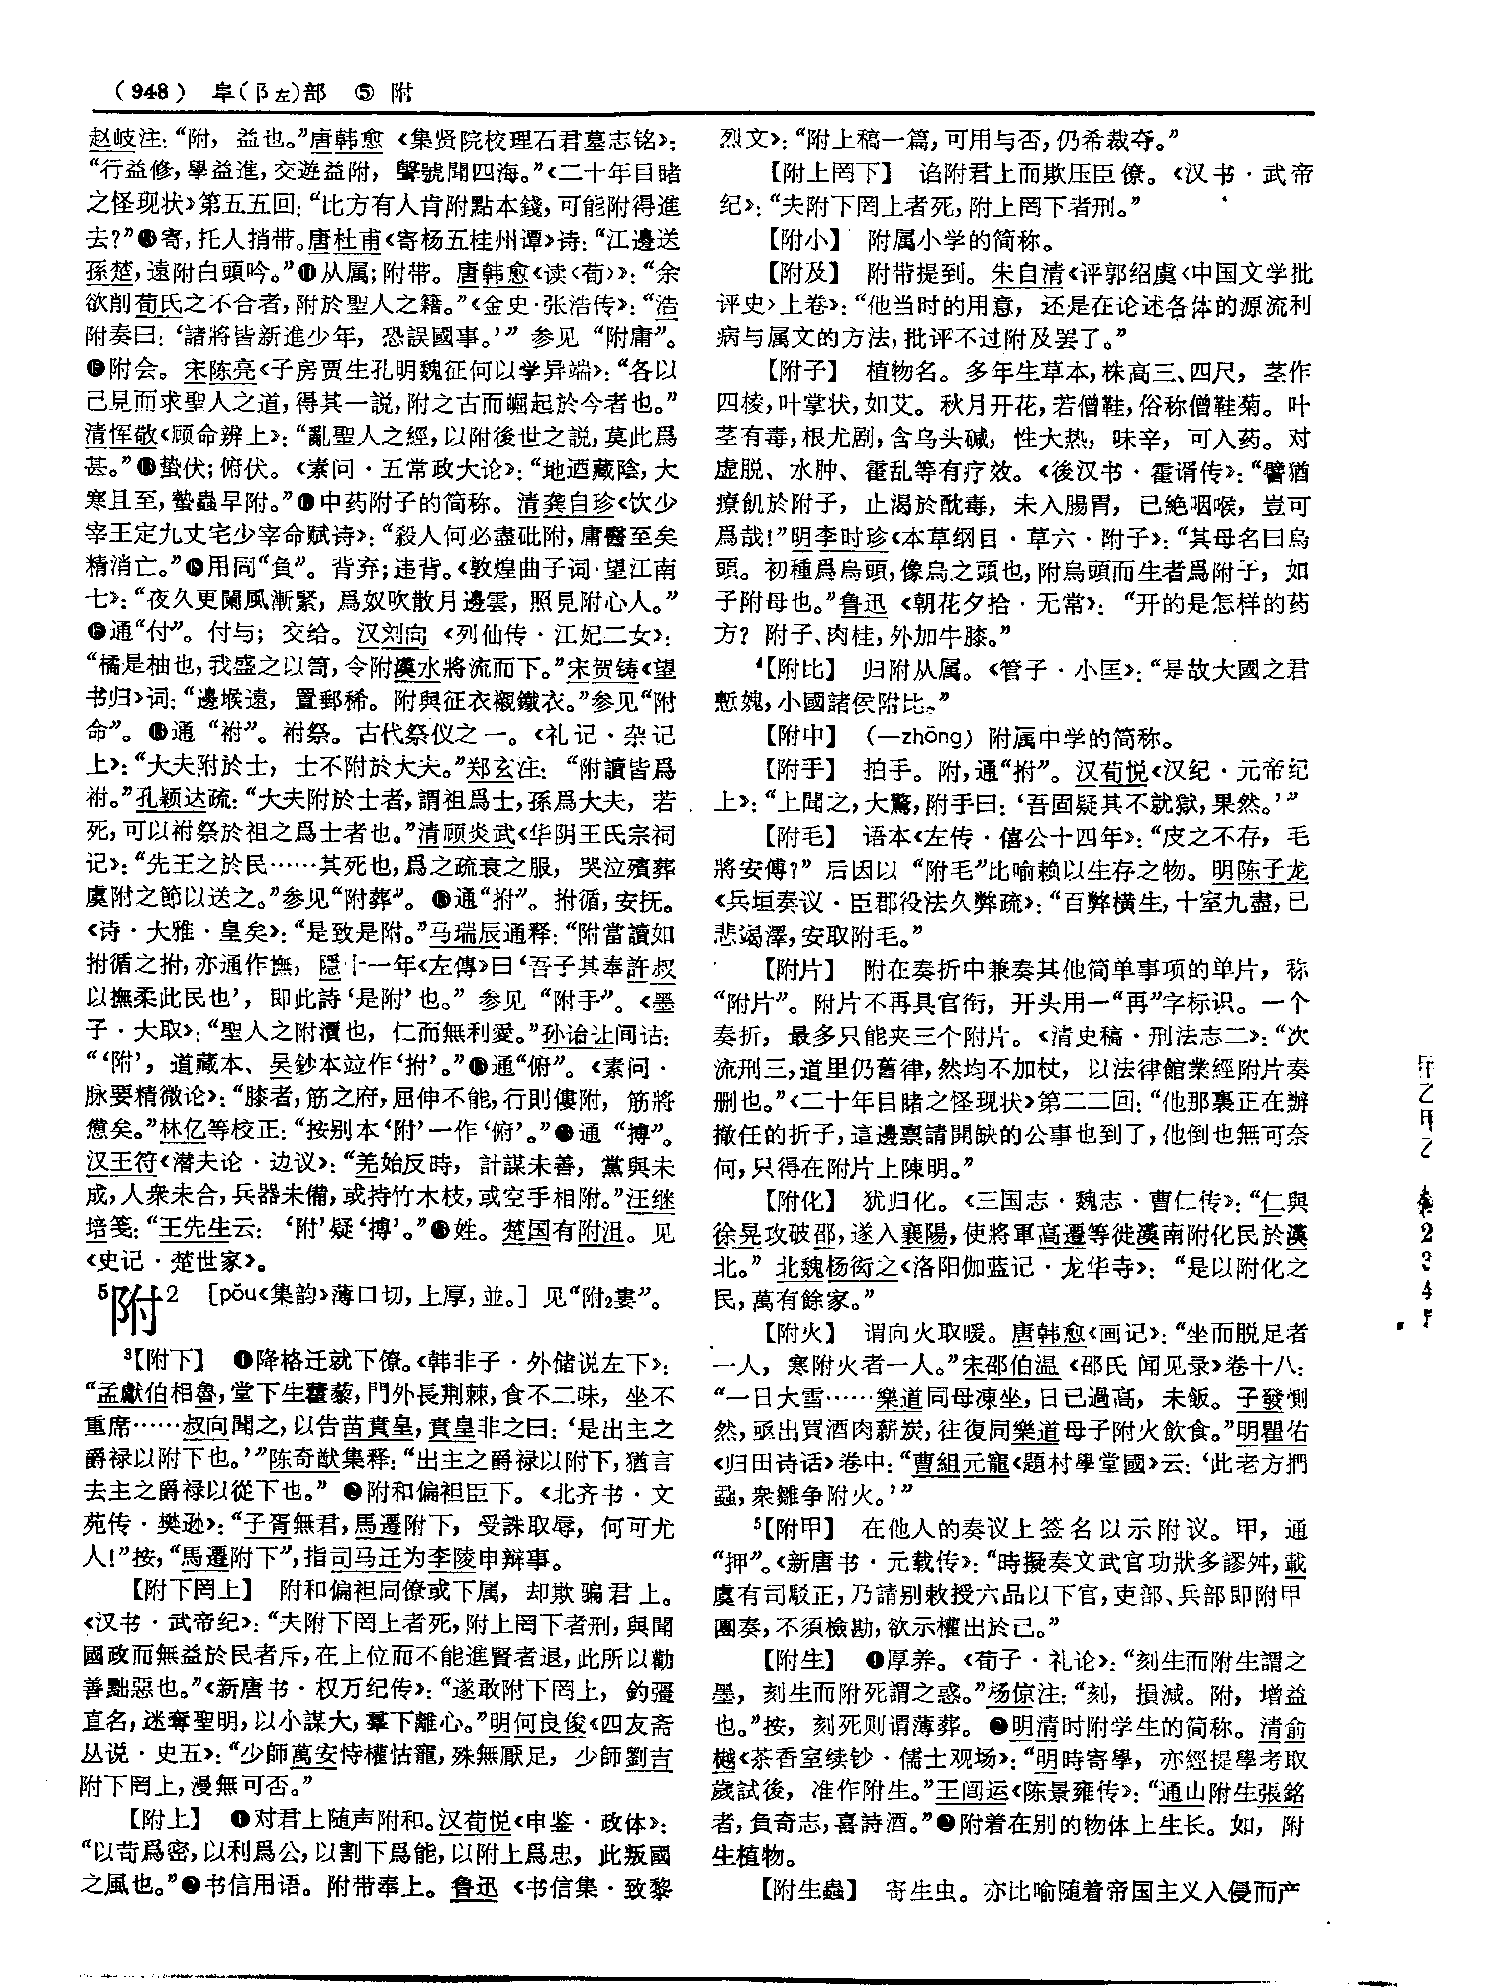 （948） 阜（阝左）部 ⑤ 附
赵岐注：“附，益也。”唐韩愈《集贤院校理石君墓志铭》：
“行益修，學益進，交遊益附，聲號聞四海。”《二十年目睹
之怪现状》第五五回：“比方有人肯附點本錢，可能附得進
去？”❿寄，托人捎带。唐杜甫《寄杨五桂州谭》诗：“江邊送
孫楚，遠附白頭吟。”⓫从属；附带。唐韩愈《读〈荀〉》：“余
欲削荀氏之不合者，附於聖人之籍。”《金史·张浩传》：“浩
附奏曰：‘諸將皆新進少年，恐誤國事。’”参见“附庸”。
⓬附会。宋陈亮《子房贾生孔明魏征何以学异端》：“各以
己見而求聖人之道，得其一説，附之古而崛起於今者也。”
清恽敬《顾命辨上》：“亂聖人之經，以附後世之説，莫此爲
甚。”⓭蛰伏；俯伏。《素问·五常政大论》：“地迺藏陰，大
寒且至，蟄蟲早附。”⓮中药附子的简称。清龚自珍《饮少
宰王定九丈宅少宰命赋诗》：“殺人何必盡砒附，庸醫至矣
精消亡。”⓯用同“負”。背弃；违背。《敦煌曲子词·望江南
七》：“夜久更闌風漸緊，爲奴吹散月邊雲，照見附心人。”
⓰通“付”。付与；交给。汉刘向《列仙传·江妃二女》：
“橘是柚也，我盛之以笥，令附漢水將流而下。”宋贺铸《望
书归》词：“邊堠遠，置郵稀。附與征衣襯鐵衣。”参见“附
命”。⓱通“祔”。祔祭。古代祭仪之一。《礼记·杂记
上》：“大夫附於士，士不附於大夫。”郑玄注：“附讀皆爲
祔。”孔颖达疏：“大夫附於士者，謂祖爲士，孫爲大夫，若
死，可以祔祭於祖之爲士者也。”清顾炎武《华阴王氏宗祠
记》：“先王之於民……其死也，爲之疏衰之服，哭泣殯葬
虞附之節以送之。”参见“附葬”。⓲通“拊”。拊循，安抚。
《诗·大雅·皇矣》：“是致是附。”马瑞辰通释：“附當讀如
拊循之拊，亦通作撫，隱十一年《左傳》曰‘吾子其奉許叔
以撫柔此民也’，即此詩‘是附’也。”参见“附手”。《墨
子·大取》：“聖人之附瀆也，仁而無利愛。”孙诒让间诂：
“‘附’，道藏本、吴鈔本竝作‘拊’。”⓳通“俯”。《素问·
脉要精微论》：“膝者，筋之府，屈伸不能，行則僂附，筋將
憊矣。”林亿等校正：“按别本‘附’一作‘俯’。”⓴通“搏”。
汉王符《潜夫论·边议》：“羌始反時，計謀未善，黨與未
成，人衆未合，兵器未備，或持竹木枝，或空手相附。”汪继
培笺：“王先生云：‘附’疑‘搏’。”㉑姓。楚国有附沮。见
《史记·楚世家》。
⁵附2 ［pǒu《集韵》薄口切，上厚，並。］见“附₂婁”。
³【附下】 ❶降格迁就下僚。《韩非子·外储说左下》：
“孟獻伯相魯，堂下生藿藜，門外長荆棘，食不二味，坐不
重席……叔向聞之，以告苗賁皇，賁皇非之曰：‘是出主之
爵禄以附下也。’”陈奇猷集释：“出主之爵禄以附下，猶言
去主之爵禄以從下也。”❷附和偏袒臣下。《北齐书·文
苑传·樊逊》：“子胥無君，馬遷附下，受誅取辱，何可尤
人！”按，“馬遷附下”，指司马迁为李陵申辩事。
【附下罔上】 附和偏袒同僚或下属，却欺骗君上。
《汉书·武帝纪》：“夫附下罔上者死，附上罔下者刑，與聞
國政而無益於民者斥，在上位而不能進賢者退，此所以勸
善黜惡也。”《新唐书·权万纪传》：“遂敢附下罔上，釣彊
直名，迷奪聖明，以小謀大，羣下離心。”明何良俊《四友斋
丛说·史五》：“少師萬安恃權怙寵，殊無厭足，少師劉吉
附下罔上，漫無可否。”
【附上】 ❶对君上随声附和。汉荀悦《申鉴·政体》：
“以苛爲密，以利爲公，以割下爲能，以附上爲忠，此叛國
之風也。”❷书信用语。附带奉上。鲁迅《书信集·致黎
烈文》：“附上稿一篇，可用与否，仍希裁夺。”
【附上罔下】 谄附君上而欺压臣僚。《汉书·武帝
纪》：“夫附下罔上者死，附上罔下者刑。”
【附小】 附属小学的简称。
【附及】 附带提到。朱自清《评郭绍虞〈中国文学批
评史〉上卷》：“他当时的用意，还是在论述各体的源流利
病与属文的方法，批评不过附及罢了。”
【附子】 植物名。多年生草本，株高三、四尺，茎作
四棱，叶掌状，如艾。秋月开花，若僧鞋，俗称僧鞋菊。叶
茎有毒，根尤剧，含乌头碱，性大热，味辛，可入药。对
虚脱、水肿、霍乱等有疗效。《後汉书·霍谞传》：“譬猶
療飢於附子，止渴於酖毒，未入腸胃，已絶咽喉，豈可
爲哉！”明李时珍《本草纲目·草六·附子》：“其母名曰烏
頭。初種爲烏頭，像烏之頭也，附烏頭而生者爲附子，如
子附母也。”鲁迅《朝花夕拾·无常》：“开的是怎样的药
方？附子、肉桂，外加牛膝。”
⁴【附比】 归附从属。《管子·小匡》：“是故大國之君
慙媿，小國諸侯附比。”
【附中】 （—zhōng）附属中学的简称。
【附手】 拍手。附，通“拊”。汉荀悦《汉纪·元帝纪
上》：“上聞之，大驚，附手曰：‘吾固疑其不就獄，果然。’”
【附毛】 语本《左传·僖公十四年》：“皮之不存，毛
將安傅？”后因以“附毛”比喻赖以生存之物。明陈子龙
《兵垣奏议·臣郡役法久弊疏》：“百弊横生，十室九盡，已
悲竭澤，安取附毛。”
【附片】 附在奏折中兼奏其他简单事项的单片，称
“附片”。附片不再具官衔，开头用一“再”字标识。一个
奏折，最多只能夹三个附片。《清史稿·刑法志二》：“次
流刑三，道里仍舊律，然均不加杖，以法律館業經附片奏
删也。”《二十年目睹之怪现状》第二二回：“他那裏正在辦
撤任的折子，這邊禀請開缺的公事也到了，他倒也無可奈
何，只得在附片上陳明。”
【附化】 犹归化。《三国志·魏志·曹仁传》：“仁與
徐晃攻破邵，遂入襄陽，使將軍高遷等徙漢南附化民於漢
北。”北魏杨衒之《洛阳伽蓝记·龙华寺》：“是以附化之
民，萬有餘家。”
【附火】 谓向火取暖。唐韩愈《画记》：“坐而脱足者
一人，寒附火者一人。”宋邵伯温《邵氏闻见录》卷十八：
“一日大雪……樂道同母凍坐，日已過高，未飯。子發惻
然，亟出買酒肉薪炭，往復同樂道母子附火飲食。”明瞿佑
《归田诗话》卷中：“曹組元寵《題村學堂圖》云：‘此老方捫
蝨，衆雛争附火。’”
⁵【附甲】 在他人的奏议上签名以示附议。甲，通
“押”。《新唐书·元载传》：“時擬奏文武官功狀多謬舛，載
虞有司駁正，乃請别敕授六品以下官，吏部、兵部即附甲
團奏，不須檢勘，欲示權出於己。”
【附生】 ❶厚养。《荀子·礼论》：“刻生而附生謂之
墨，刻生而附死謂之惑。”杨倞注：“刻，損減。附，增益
也。”按，刻死则谓薄葬。❷明清时附学生的简称。清俞
樾《茶香室续钞·儒士观场》：“明時寄學，亦經提學考取
歲試後，准作附生。”王闿运《陈景雍传》：“通山附生張銘
者，負奇志，喜詩酒。”❸附着在别的物体上生长。如，附
生植物。
【附生蟲】 寄生虫。亦比喻随着帝国主义入侵而产